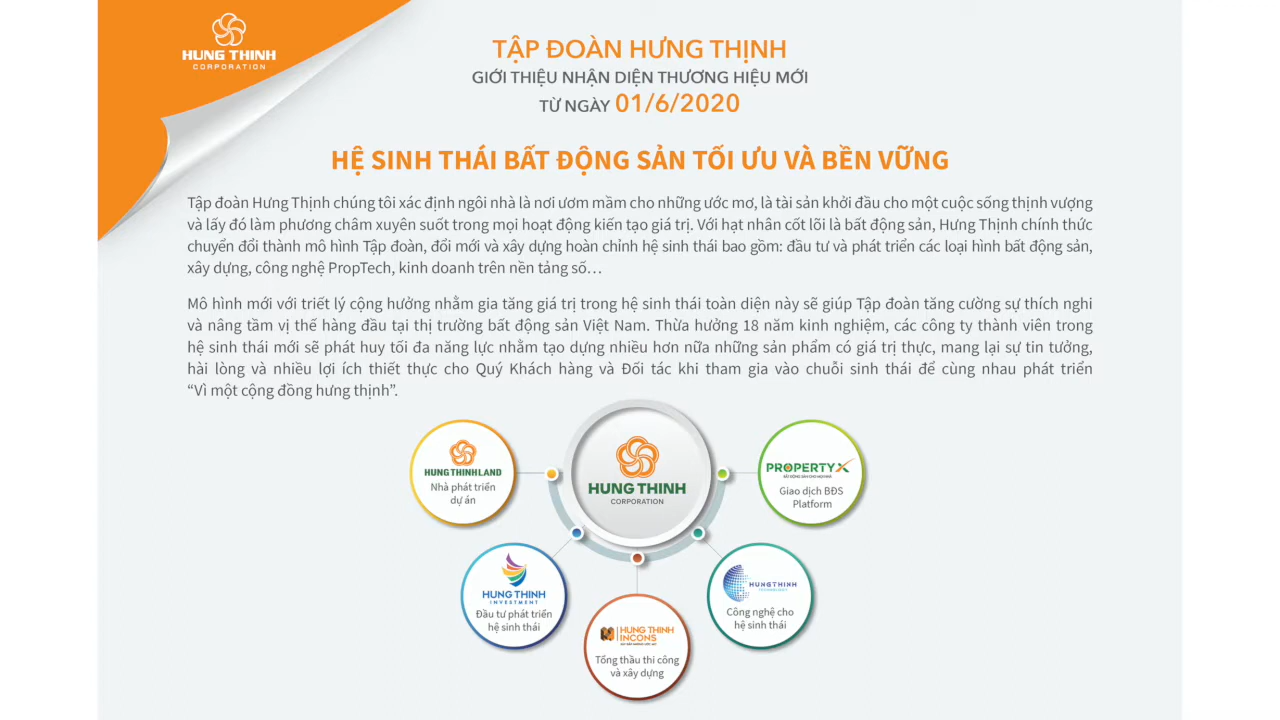 HUNG THINH
CORPORATION
TẬP ĐOÀN HƯNG THỊNH
GIỚI THIỆU NHẬN DIỆN THƯƠNG HIỆU MỚI
TỪ NGÀY 01/6/2020
HỆ SINH THÁI BẤT ĐỘNG SẢN TỐI ƯU VÀ BỀN VỮNG
Tập đoàn Hưng Thịnh chúng tôi xác định ngôi nhà là nơi ươm mầm cho những ước mơ, là tài sản khởi đầu cho một cuộc sống thịnh vượng
và lấy đó làm phương châm xuyên suốt trong mọi hoạt động kiến tạo giá trị. Với hạt nhân cốt lõi là bất động sản, Hưng Thịnh chính thức
chuyển đổi thành mô hình Tập đoàn, đổi mới và xây dựng hoàn chỉnh hệ sinh thái bao gồm: đầu tư và phát triển các loại hình bất động sản,
xây dựng, công nghệ PropTech, kinh doanh trên nền tảng số…
Mô hình mới với triết lý cộng hưởng nhằm gia tăng giá trị trong hệ sinh thái toàn diện này sẽ giúp Tập đoàn tăng cường sự thích nghi
và nâng tầm vị thế hàng đầu tại thị trường bất động sản Việt Nam. Thừa hưởng 18 năm kinh nghiệm, các công ty thành viên trong
hệ sinh thái mới sẽ phát huy tối đa năng lực nhằm tạo dựng nhiều hơn nữa những sản phẩm có giá trị thực, mang lại sự tin tưởng,
hài lòng và nhiều lợi ích thiết thực cho Quý Khách hàng và Đối tác khi tham gia vào chuỗi sinh thái để cùng nhau phát triển
“Vì một cộng đồng hưng thịnh”.
HUNG THINH LAND
Nhà phát triển
dự án
HUNG THINH
CORPORATION
PROPERTYX
Giao dịch BĐS
Platform
HUNG THINH
INVESTMENT
Đầu tư phát triển
hệ sinh thái
HUNG THINH
INCONS
Tổng thầu thi công
và xây dựng
HUNGTHINH
Công nghệ cho
hệ sinh thái